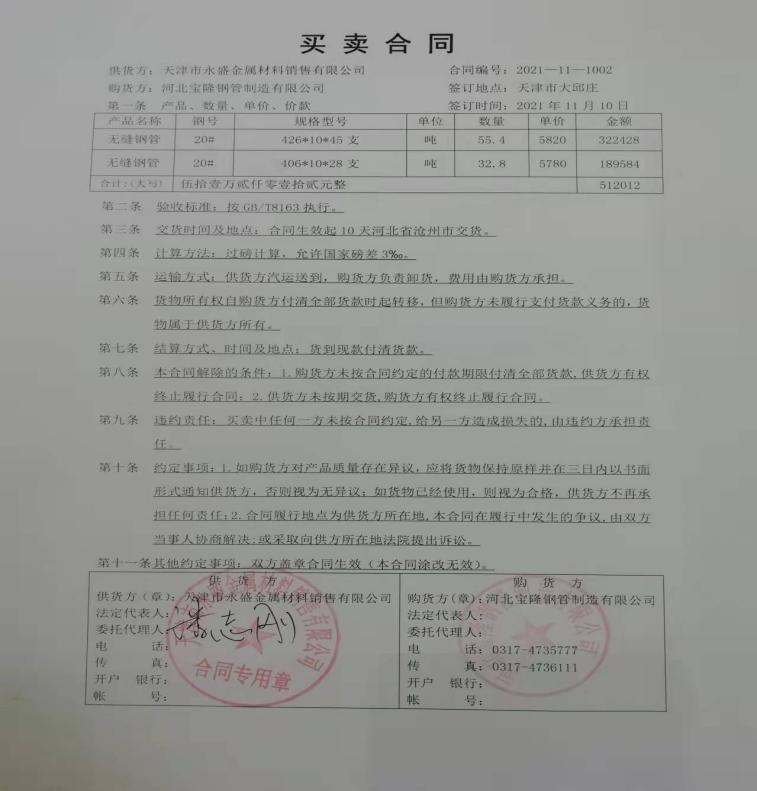 买卖合同
供货方：天津市永盛金属材料销售有限公司 合同编号：2021—11—1002
购货方：河北宝隆钢管制造有限公司 签订地点：天津市大邱庄
第一条 产品、数量、单价、价款 签订时间：2021年11月10日
产品名称 钢号 规格型号 单位 数量 单价 金额
无缝钢管 20# 426*10*45支 吨 55.4 5820 322428
无缝钢管 20# 406*10*28支 吨 32.8 5780 189584
合计:(大写) 伍拾壹万贰仟零壹拾贰元整 512012
第二条 验收标准：按GB/T8163执行。
第三条 交货时间及地点：合同生效起10天河北省沧州市交货。
第四条 计算方法：过磅计算，允许国家磅差3‰。
第五条 运输方式：供货方汽运送到，购货方负责卸货，费用由购货方承担。
第六条 货物所有权自购货方付清全部货款时起转移，但购货方未履行支付货款义务的，货
物属于供货方所有。
第七条 结算方式、时间及地点：货到现款付清货款。
第八条 本合同解除的条件：1.购货方未按合同约定的付款期限付清全部货款，供货方有权
终止履行合同；2.供货方未按期交货，购货方有权终止履行合同。
第九条 违约责任：买卖中任何一方未按合同约定，给另一方造成损失的，由违约方承担责
任。
第十条 约定事项：1.如购货方对产品质量存在异议，应将货物保持原样并在三日内以书面
形式通知供货方，否则视为无异议；如货物已经使用，则视为合格，供货方不再承
担任何责任；2.合同履行地点为供货方所在地，本合同在履行中发生的争议，由双方
当事人协商解决；或采取向供方所在地法院提出诉讼。
第十一条其他约定事项：双方盖章合同生效（本合同涂改无效）。
供货方
供货方（章）：天津市永盛金属材料销售有限公司
法定代表人：
委托代理人：潘志刚
电话：
传真：
开户银行：
帐号：
合同专用章
购货方
购货方（章）：河北宝隆钢管制造有限公司
法定代表人：
委托代理人：
电话：0317-4735777
传真：0317-4736111
开户银行：
帐号：